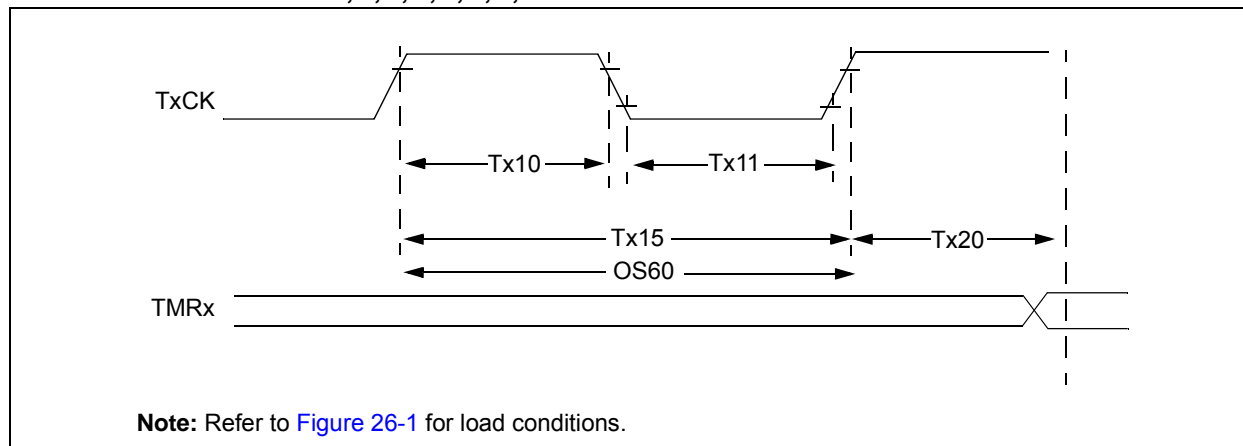 TxCK
Tx10 Tx11
Tx15 Tx20
OS60
TMRx
Note: Refer to Figure 26-1 for load conditions.